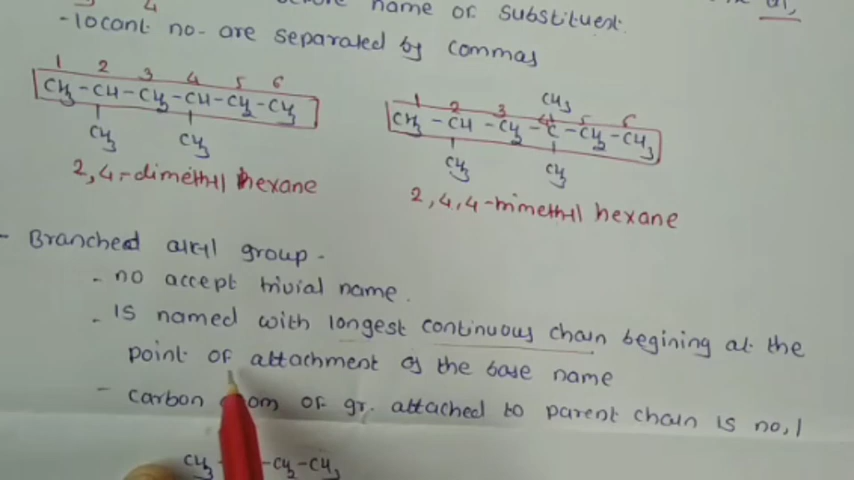 name of substituent.
- locant no- are separated by commas
1 2 3 4 5 6
CH3 - CH - CH2 - CH - CH2 - CH3
CH3 CH3
2,4-dimethyl hexane
CH3
1 2 3 4 5 6
CH3 - CH - CH2 - C - CH2 - CH3
CH3 CH3
2,4,4-trimethyl hexane
- Branched alkyl group -
- no accept trivial name.
- is named with longest continuous chain begining at the
point of attachment of the base name
- carbon of gr. attached to parent chain is no, 1
CH3 - - CH2 - CH3